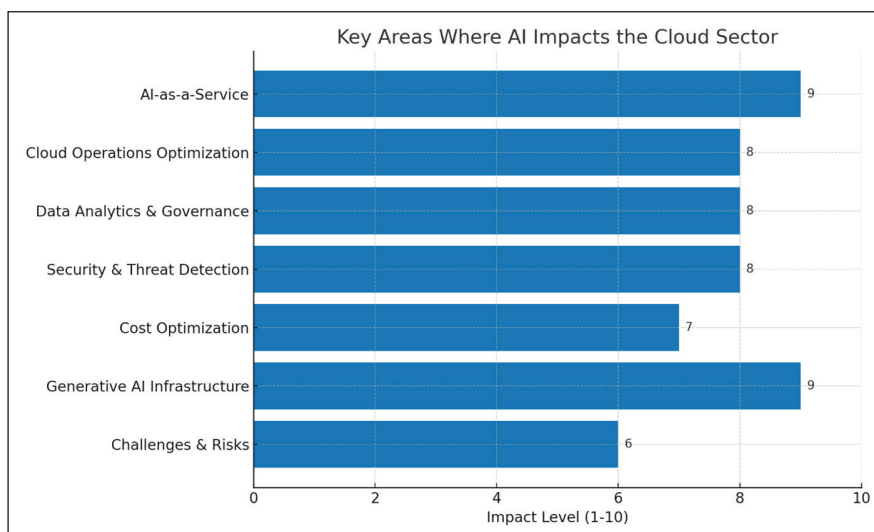 Key Areas Where AI Impacts the Cloud Sector
AI-as-a-Service
9
Cloud Operations Optimization
8
Data Analytics & Governance
8
Security & Threat Detection
8
Cost Optimization
7
Generative AI Infrastructure
9
Challenges & Risks
6
0 2 4 6 8 10
Impact Level (1-10)